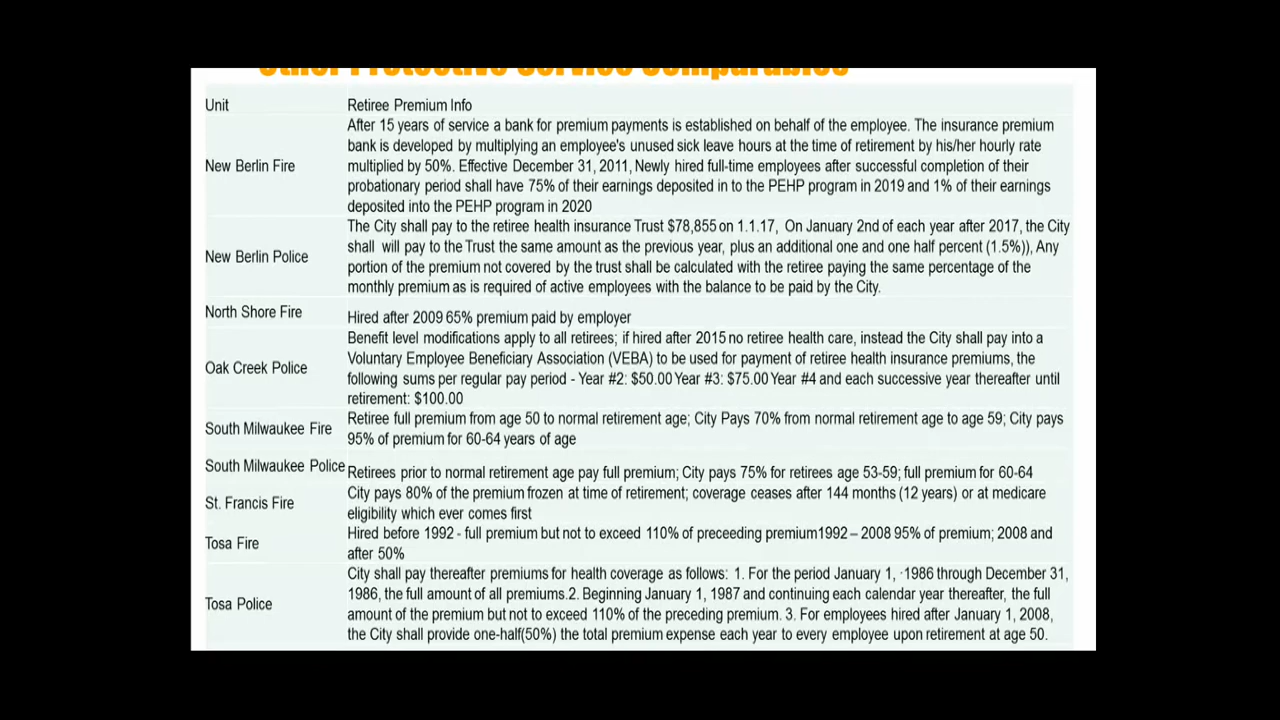 Other Protective Service Comparables
Unit
Retiree Premium Info
New Berlin Fire
After 15 years of service a bank for premium payments is established on behalf of the employee. The insurance premium
bank is developed by multiplying an employee's unused sick leave hours at the time of retirement by his/her hourly rate
multiplied by 50%. Effective December 31, 2011, Newly hired full-time employees after successful completion of their
probationary period shall have 75% of their earnings deposited in to the PEHP program in 2019 and 1% of their earnings
deposited into the PEHP program in 2020
New Berlin Police
The City shall pay to the retiree health insurance Trust $78,855 on 1.1.17, On January 2nd of each year after 2017, the City
shall will pay to the Trust the same amount as the previous year, plus an additional one and one half percent (1.5%)), Any
portion of the premium not covered by the trust shall be calculated with the retiree paying the same percentage of the
monthly premium as is required of active employees with the balance to be paid by the City.
North Shore Fire
Hired after 2009 65% premium paid by employer
Oak Creek Police
Benefit level modifications apply to all retirees; if hired after 2015 no retiree health care, instead the City shall pay into a
Voluntary Employee Beneficiary Association (VEBA) to be used for payment of retiree health insurance premiums, the
following sums per regular pay period - Year #2: $50.00 Year #3: $75.00 Year #4 and each successive year thereafter until
retirement: $100.00
South Milwaukee Fire
Retiree full premium from age 50 to normal retirement age; City Pays 70% from normal retirement age to age 59; City pays
95% of premium for 60-64 years of age
South Milwaukee Police
Retirees prior to normal retirement age pay full premium; City pays 75% for retirees age 53-59; full premium for 60-64
St. Francis Fire
City pays 80% of the premium frozen at time of retirement; coverage ceases after 144 months (12 years) or at medicare
eligibility which ever comes first
Tosa Fire
Hired before 1992 - full premium but not to exceed 110% of preceeding premium1992 – 2008 95% of premium; 2008 and
after 50%
Tosa Police
City shall pay thereafter premiums for health coverage as follows: 1. For the period January 1, ·1986 through December 31,
1986, the full amount of all premiums.2. Beginning January 1, 1987 and continuing each calendar year thereafter, the full
amount of the premium but not to exceed 110% of the preceding premium. 3. For employees hired after January 1, 2008,
the City shall provide one-half(50%) the total premium expense each year to every employee upon retirement at age 50.